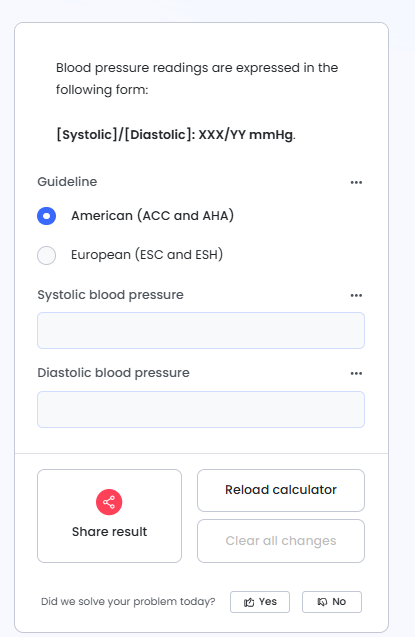 Blood pressure readings are expressed in the
following form:
[Systolic]/[Diastolic]: XXX/YY mmHg.
Guideline
American (ACC and AHA)
European (ESC and ESH)
Systolic blood pressure
Diastolic blood pressure
Share result
Reload calculator
Clear all changes
Did we solve your problem today? Yes No